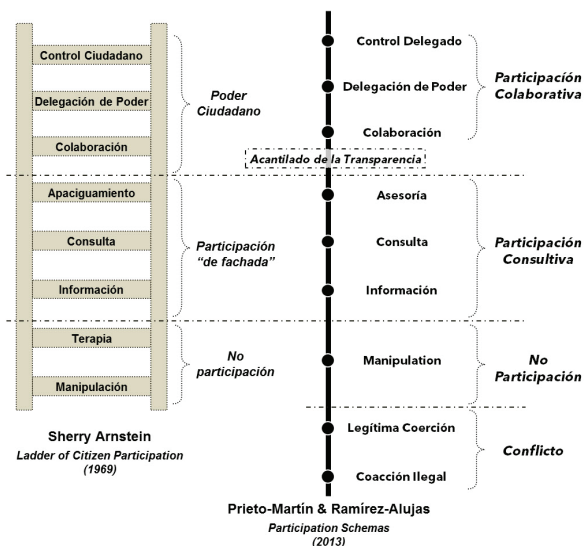 Control Ciudadano
Delegación de Poder
Colaboración
Poder
Ciudadano
Apaciguamiento
Consulta
Información
Participación
“de fachada”
Terapia
Manipulación
No
participación
Sherry Arnstein
Ladder of Citizen Participation
(1969)
Control Delegado
Delegación de Poder
Colaboración
Participación
Colaborativa
Acantilado de la Transparencia
Asesoría
Consulta
Información
Participación
Consultiva
Manipulation
No
Participación
Legítima Coerción
Coacción Ilegal
Conflicto
Prieto-Martín & Ramírez-Alujas
Participation Schemas
(2013)